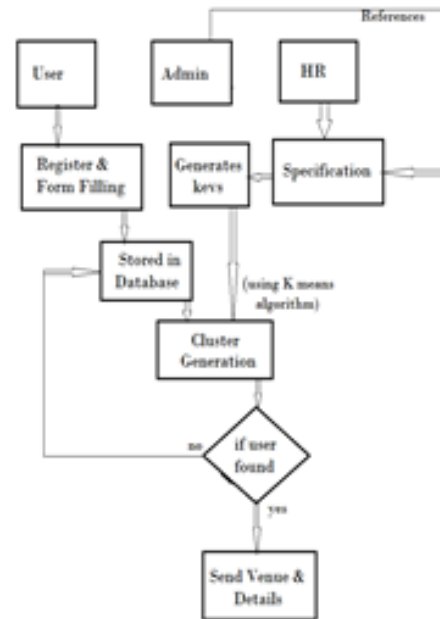 References
User
Admin
HR
Register &
Form Filling
Generates
keys
Specification
Stored in
Database
(using K means
algorithm)
Cluster
Generation
no
if user
found
yes
Send Venue &
Details